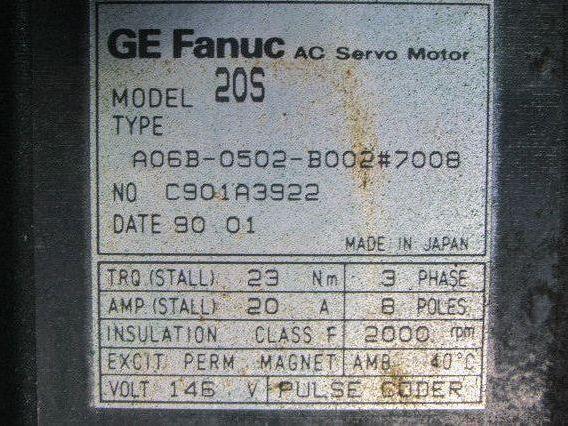 GE Fanuc AC Servo Motor
MODEL 20S
TYPE
A06B-0502-B002#7008
NO C901A3922
DATE 90 01
MADE IN JAPAN
TRQ (STALL) 23 Nm 3 PHASE
AMP (STALL) 20 A 8 POLES
INSULATION CLASS F 2000 rpm
EXCIT PERM MAGNET AMB 40°C
VOLT 146 V PULSE CODER